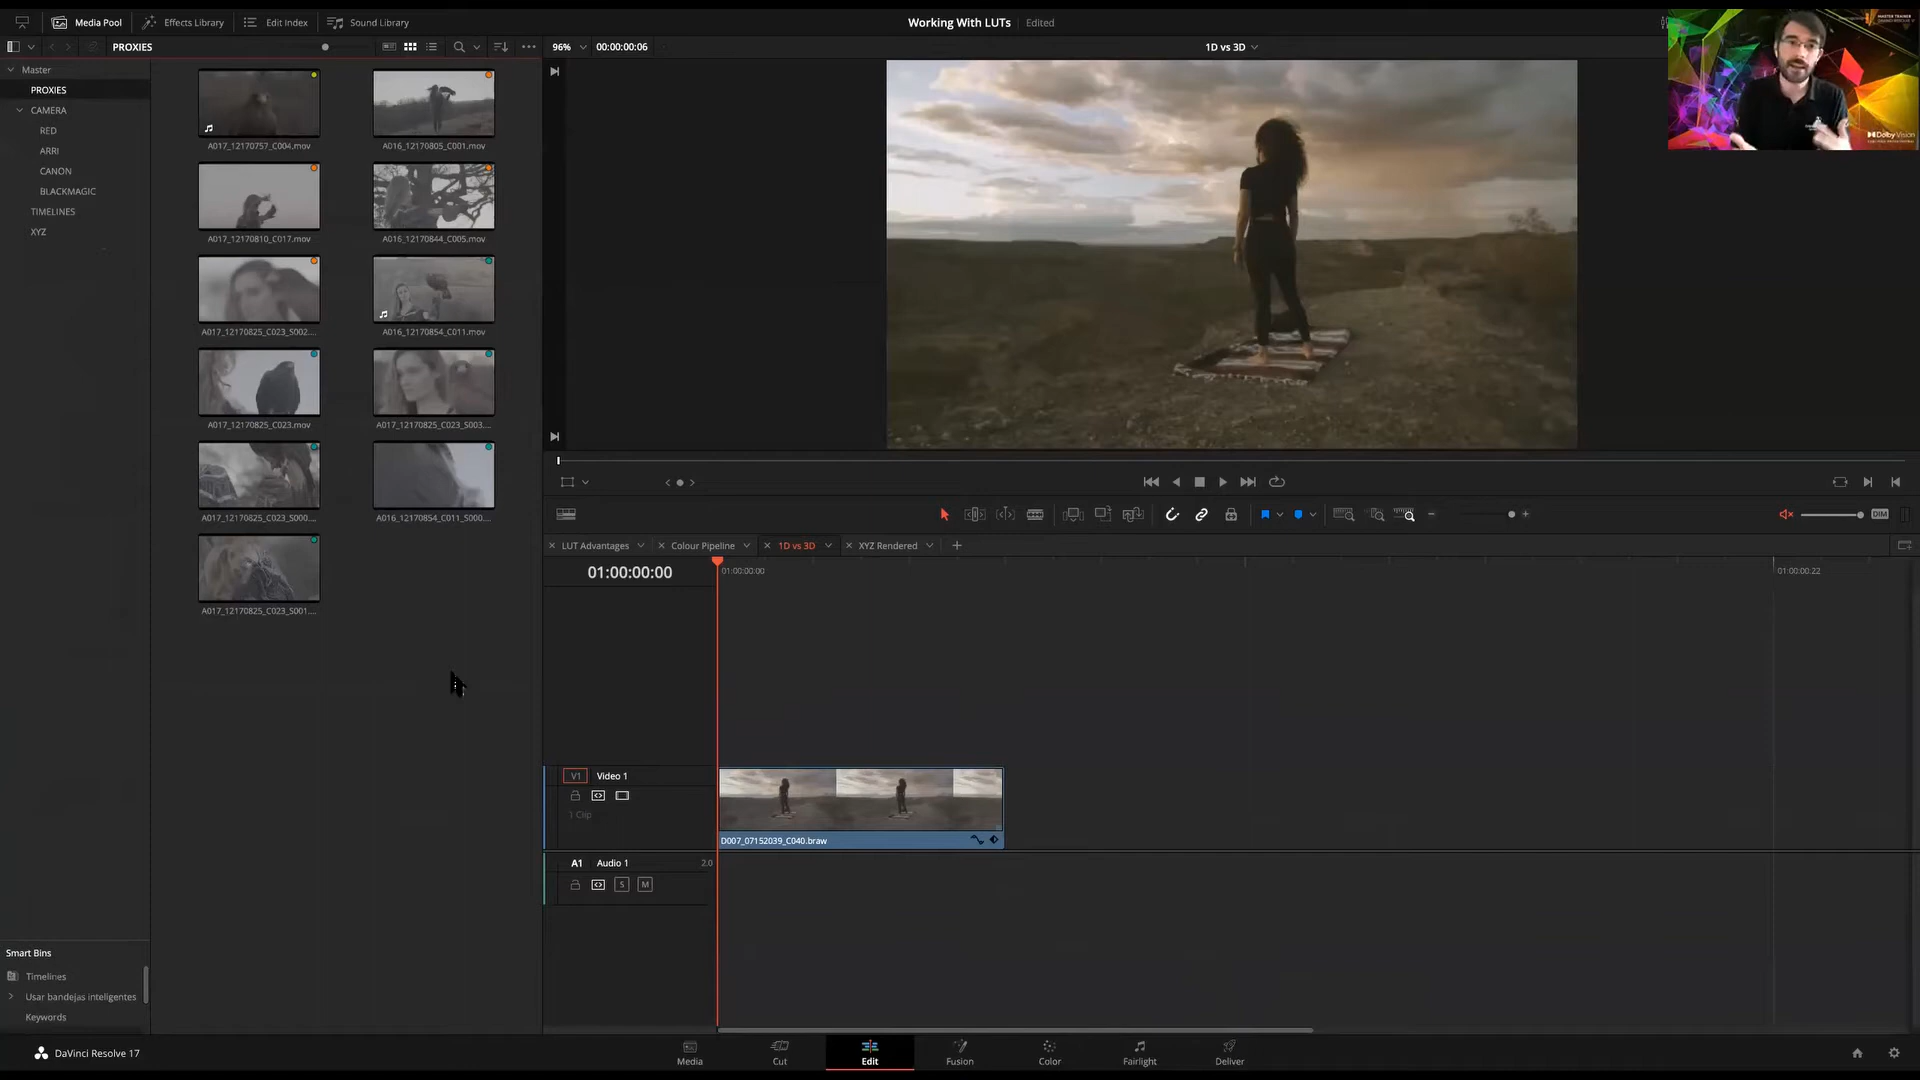 Media Pool
Effects Library
Edit Index
Sound Library
Working With LUTs
Edited
PROXIES
96%
00:00:00:06
1D vs 3D
Master
PROXIES
CAMERA
RED
ARRI
CANON
BLACKMAGIC
TIMELINES
XYZ
A017_12170757_C004.mov
A016_12170805_C001.mov
A017_12170810_C017.mov
A016_12170844_C005.mov
A017_12170825_C023_S002....
A016_12170854_C011.mov
A017_12170825_C023.mov
A017_12170825_C023_S003....
A017_12170825_C023_S000....
A016_12170854_C011_S000....
A017_12170825_C023_S001....
MASTER TRAINER
Dolby Vision
DIM
LUT Advantages
Colour Pipeline
1D vs 3D
XYZ Rendered
01:00:00:00
01:00:00:00
01:00:00:22
V1
Video 1
1 Clip
D007_07152039_C040.braw
A1
Audio 1
2.0
S
M
Smart Bins
Timelines
Usar bandejas inteligentes
Keywords
DaVinci Resolve 17
Media
Cut
Edit
Fusion
Color
Fairlight
Deliver